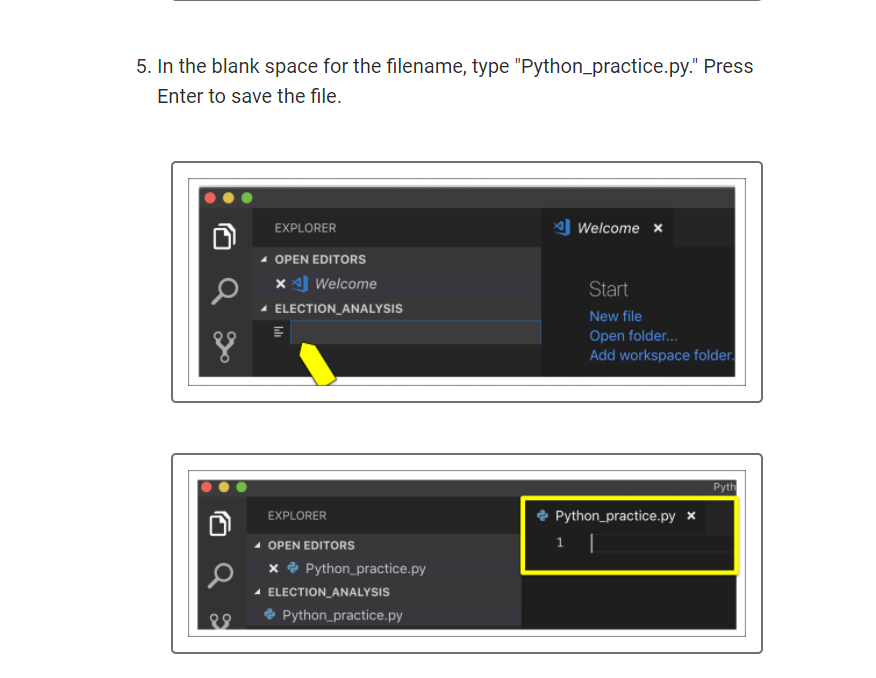 5. In the blank space for the filename, type "Python_practice.py." Press
Enter to save the file.
EXPLORER
OPEN EDITORS
Welcome
ELECTION_ANALYSIS
Welcome
Start
New file
Open folder...
Add workspace folder.
Pyth
EXPLORER
OPEN EDITORS
Python_practice.py
ELECTION_ANALYSIS
Python_practice.py
Python_practice.py
1